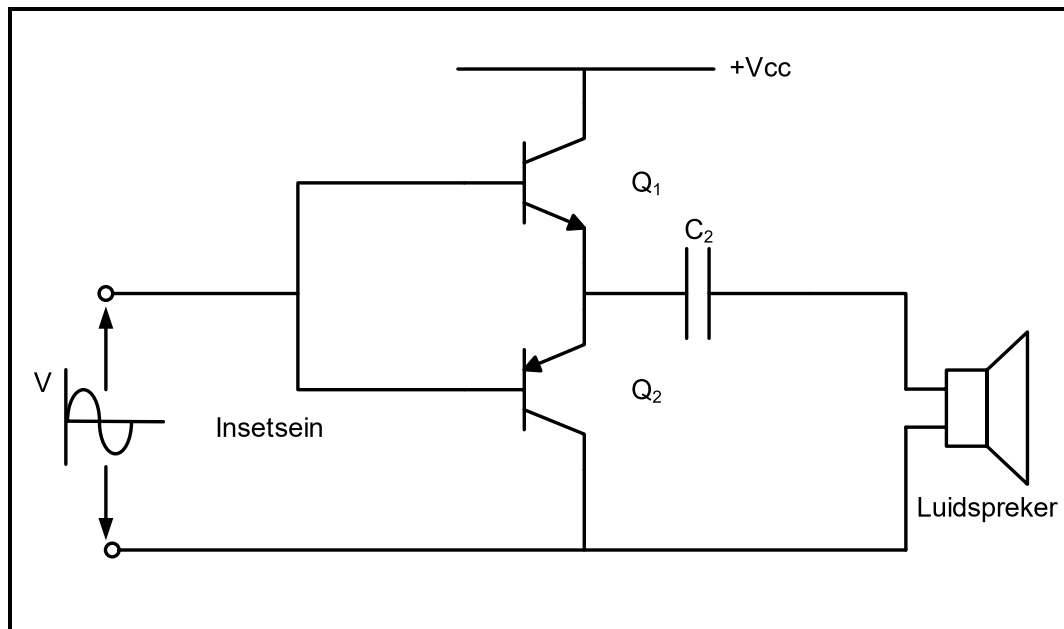 +Vcc
Q₁
C₂
V
Q₂
Insetsein
Luidspreker